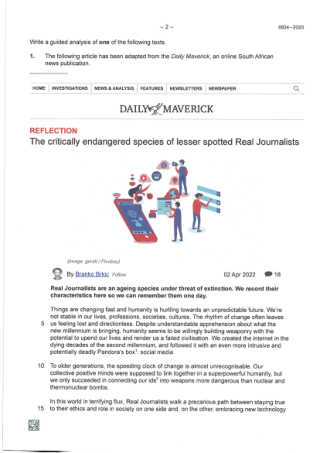 – 2 –
8824–2603
Write a guided analysis of one of the following texts.
1. The following article has been adapted from the Daily Maverick, an online South African
news publication.
HOME INVESTIGATIONS NEWS & ANALYSIS FEATURES NEWSLETTERS NEWSPAPER
DAILY MAVERICK
REFLECTION
The critically endangered species of lesser spotted Real Journalists
By Branko Brkic Follow
02 Apr 2022 16
Real Journalists are an ageing species under threat of extinction. We record their
characteristics here so we can remember them one day.
Things are changing fast and humanity is hurtling towards an unpredictable future. We're
not stable in our lives, professions, societies, cultures. The rhythm of change often leaves
5 us feeling lost and directionless. Despite understandable apprehension about what the
new millennium is bringing, humanity seems to be willingly building weaponry with the
potential to upend our lives and render us a failed civilisation. We created the internet in the
dying decades of the second millennium, and followed it with an even more intrusive and
potentially deadly Pandora's box¹: social media.
10 To older generations, the speeding clock of change is almost unrecognisable. Our
collective positive minds were supposed to link together in a superpowerful humanity, but
we only succeeded in connecting our ids² into weapons more dangerous than nuclear and
thermonuclear bombs.
In this world in terrifying flux, Real Journalists walk a precarious path between staying true
15 to their ethics and role in society on one side and, on the other, embracing new technology